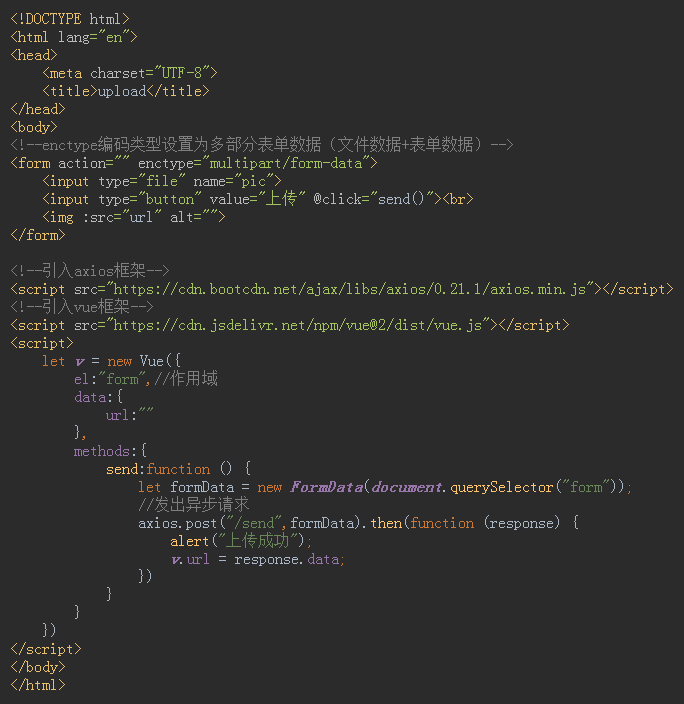 <!DOCTYPE html>
<html lang="en">
<head>
    <meta charset="UTF-8">
    <title>upload</title>
</head>
<body>
<!--enctype编码类型设置为多部分表单数据（文件数据+表单数据）-->
<form action="" enctype="multipart/form-data">
    <input type="file" name="pic">
    <input type="button" value="上传" @click="send()"><br>
    <img :src="url" alt="">
</form>

<!--引入axios框架-->
<script src="https://cdn.bootcdn.net/ajax/libs/axios/0.21.1/axios.min.js"></script>
<!--引入vue框架-->
<script src="https://cdn.jsdelivr.net/npm/vue@2/dist/vue.js"></script>
<script>
    let v = new Vue({
        el:"form",//作用域
        data:{
            url:""
        },
        methods:{
            send:function () {
                let formData = new FormData(document.querySelector("form"));
                //发出异步请求
                axios.post("/send",formData).then(function (response) {
                    alert("上传成功");
                    v.url = response.data;
                })
            }
        }
    })
</script>
</body>
</html>